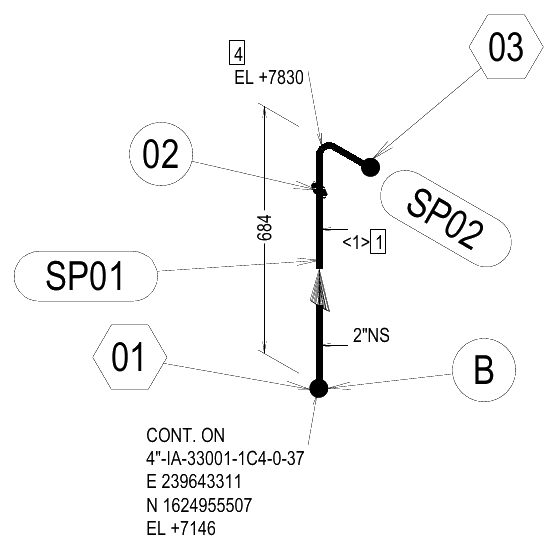 03
4
EL +7830
02
SP02
684
<1> 1
SP01
2"NS
01
B
CONT. ON
4"-IA-33001-1C4-0-37
E 239643311
N 1624955507
EL +7146